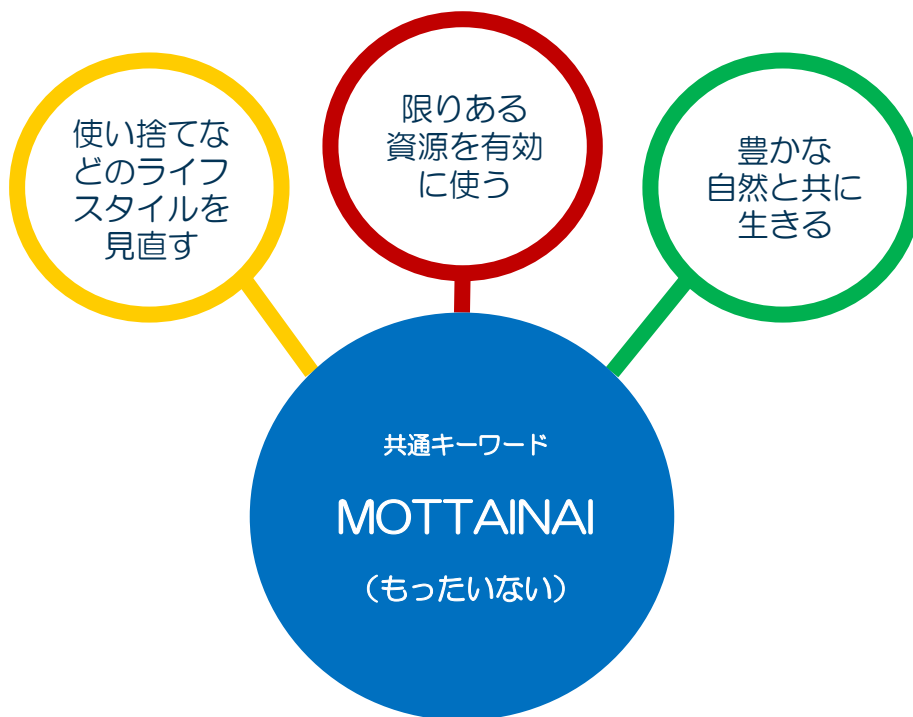 使い捨てな
どのライフ
スタイルを
見直す
限りある
資源を有効
に使う
豊かな
自然と共に
生きる
共通キーワード
MOTTAINAI
（もったいない）